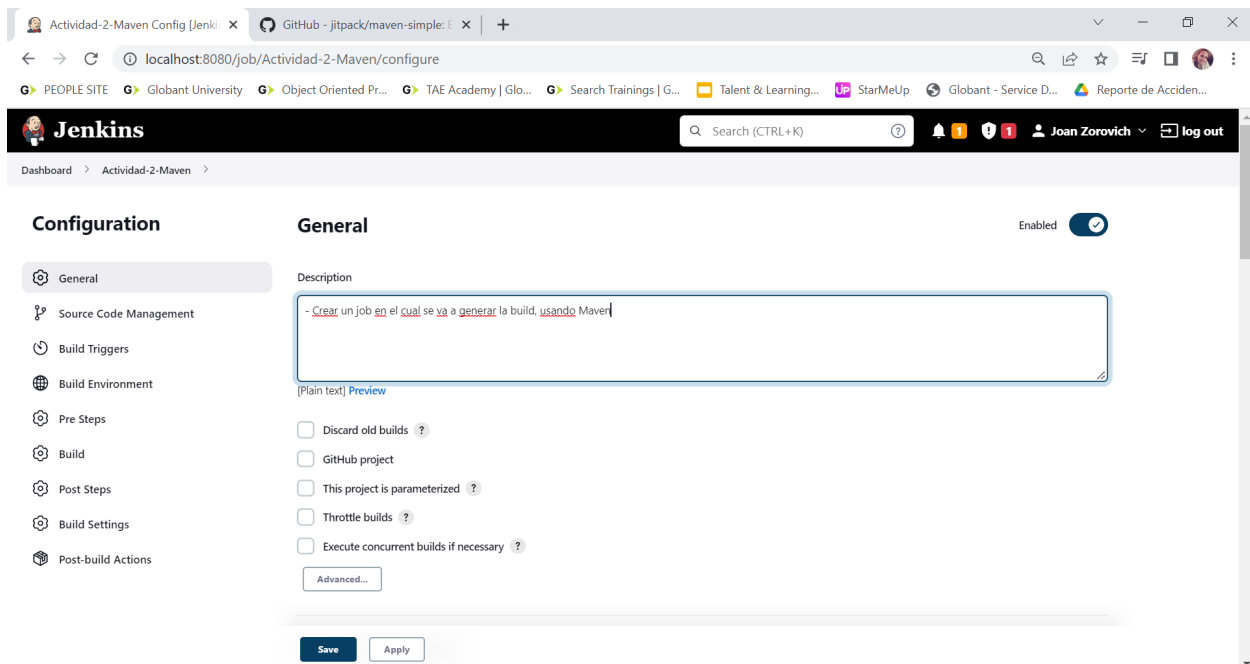 Actividad-2-Maven Config [Jenki
GitHub - jitpack/maven-simple: E
localhost:8080/job/Actividad-2-Maven/configure
PEOPLE SITE
Globant University
Object Oriented Pr...
TAE Academy | Glo...
Search Trainings | G...
Talent & Learning...
UP StarMeUp
Globant - Service D...
Reporte de Acciden...
Jenkins
Search (CTRL+K)
1
1
Joan Zorovich
log out
Dashboard
Actividad-2-Maven
Configuration
General
Source Code Management
Build Triggers
Build Environment
Pre Steps
Build
Post Steps
Build Settings
Post-build Actions
General
Enabled
Description
- Crear un job en el cual se va a generar la build, usando Maven
[Plain text] Preview
Discard old builds ?
GitHub project
This project is parameterized ?
Throttle builds ?
Execute concurrent builds if necessary ?
Advanced...
Save
Apply